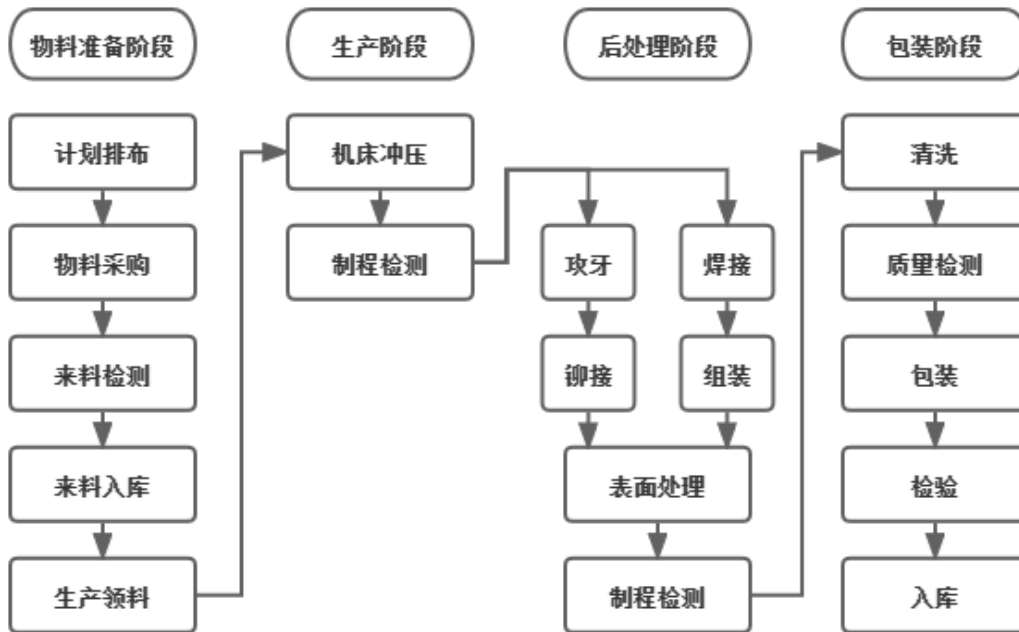 物料准备阶段
计划排布
物料采购
来料检测
来料入库
生产领料
生产阶段
机床冲压
制程检测
后处理阶段
攻牙
焊接
铆接
组装
表面处理
制程检测
包装阶段
清洗
质量检测
包装
检验
入库